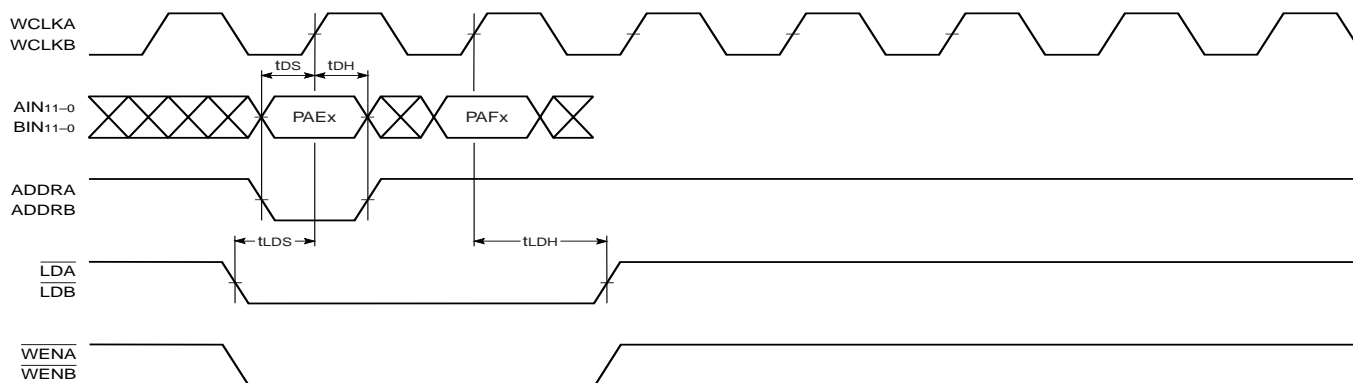 WCLKA
WCLKB
tDS
tDH
AIN11–0
BIN11–0
PAEx
PAFx
ADDRA
ADDRB
tLDS
tLDH
LDA
LDB
WENA
WENB